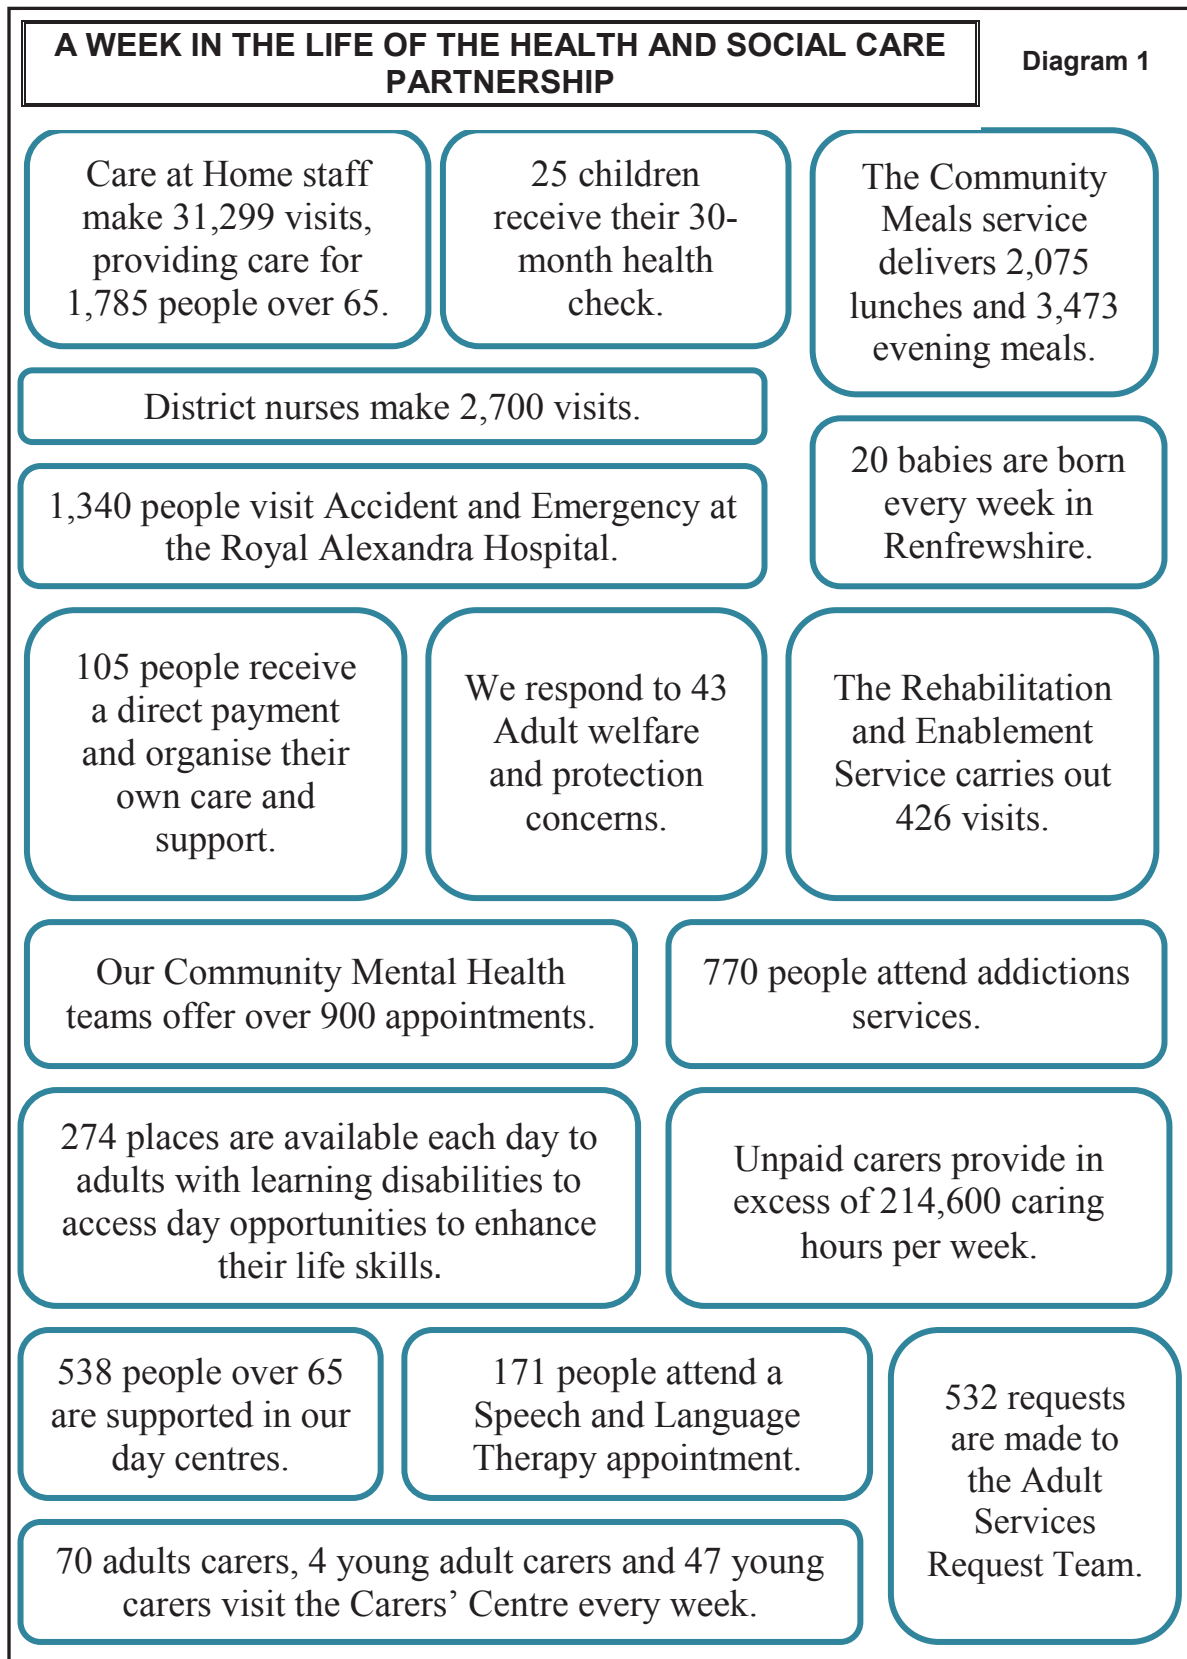 A WEEK IN THE LIFE OF THE HEALTH AND SOCIAL CARE
PARTNERSHIP
Diagram 1
Care at Home staff
make 31,299 visits,
providing care for
1,785 people over 65.
25 children
receive their 30-
month health
check.
The Community
Meals service
delivers 2,075
lunches and 3,473
evening meals.
District nurses make 2,700 visits.
1,340 people visit Accident and Emergency at
the Royal Alexandra Hospital.
20 babies are born
every week in
Renfrewshire.
105 people receive
a direct payment
and organise their
own care and
support.
We respond to 43
Adult welfare
and protection
concerns.
The Rehabilitation
and Enablement
Service carries out
426 visits.
Our Community Mental Health
teams offer over 900 appointments.
770 people attend addictions
services.
274 places are available each day to
adults with learning disabilities to
access day opportunities to enhance
their life skills.
Unpaid carers provide in
excess of 214,600 caring
hours per week.
538 people over 65
are supported in our
day centres.
171 people attend a
Speech and Language
Therapy appointment.
532 requests
are made to
the Adult
Services
Request Team.
70 adults carers, 4 young adult carers and 47 young
carers visit the Carers’ Centre every week.